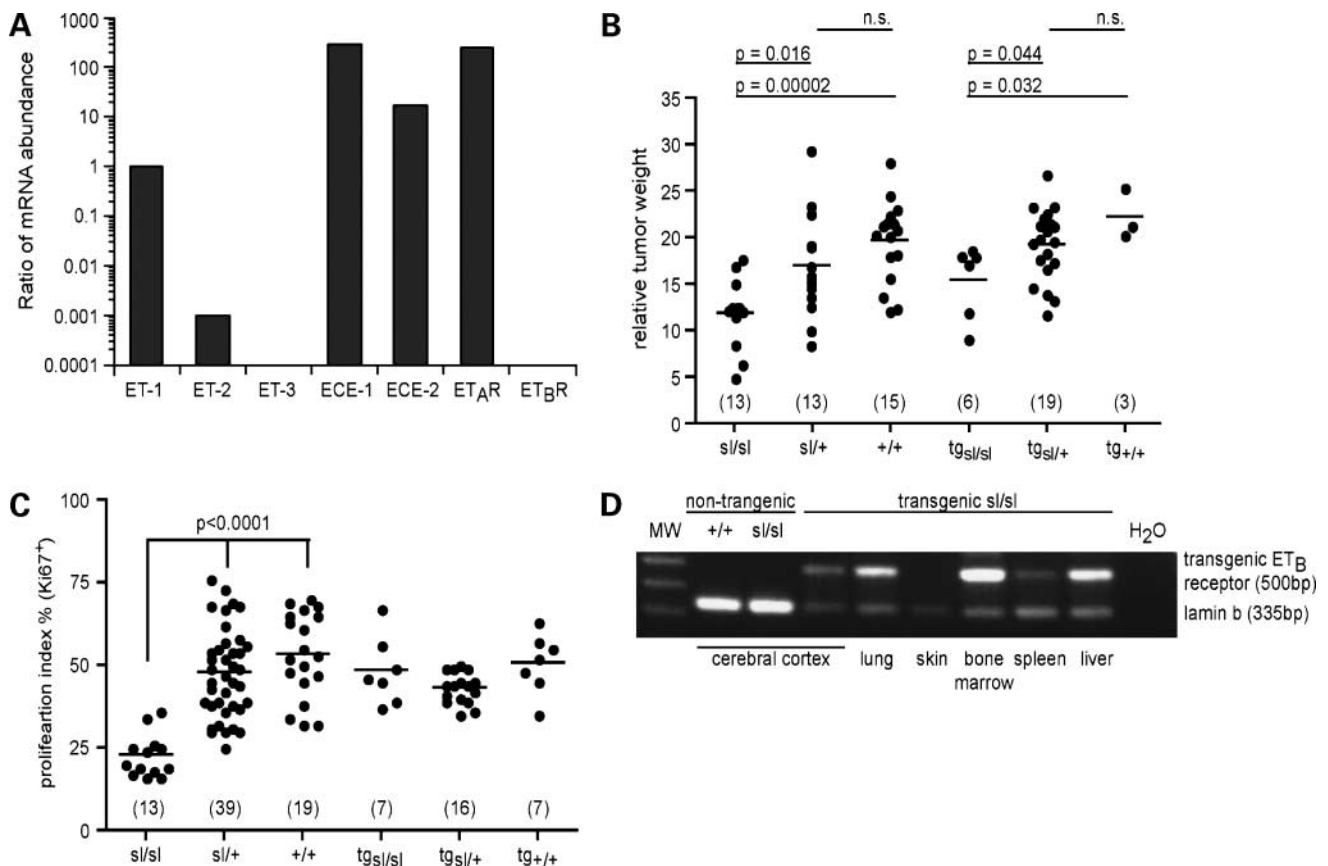 A
Ratio of mRNA abundance
1000
100
10
1
0.1
0.01
0.001
0.0001
ET-1 ET-2 ET-3 ECE-1 ECE-2 ETAR ETBR
B
n.s. n.s.
p = 0.016 p = 0.044
p = 0.00002 p = 0.032
relative tumor weight
35
30
25
20
15
10
5
0
(13) (13) (15) (6) (19) (3)
sl/sl sl/+ +/+ tgsl/sl tgsl/+ tg+/+
C
p<0.0001
prolifeartion index % (Ki67+)
100
75
50
25
0
(13) (39) (19) (7) (16) (7)
sl/sl sl/+ +/+ tgsl/sl tgsl/+ tg+/+
D
non-trangenic transgenic sl/sl
MW +/+ sl/sl H2O
transgenic ETB
receptor (500bp)
lamin b (335bp)
cerebral cortex lung skin bone spleen liver
marrow